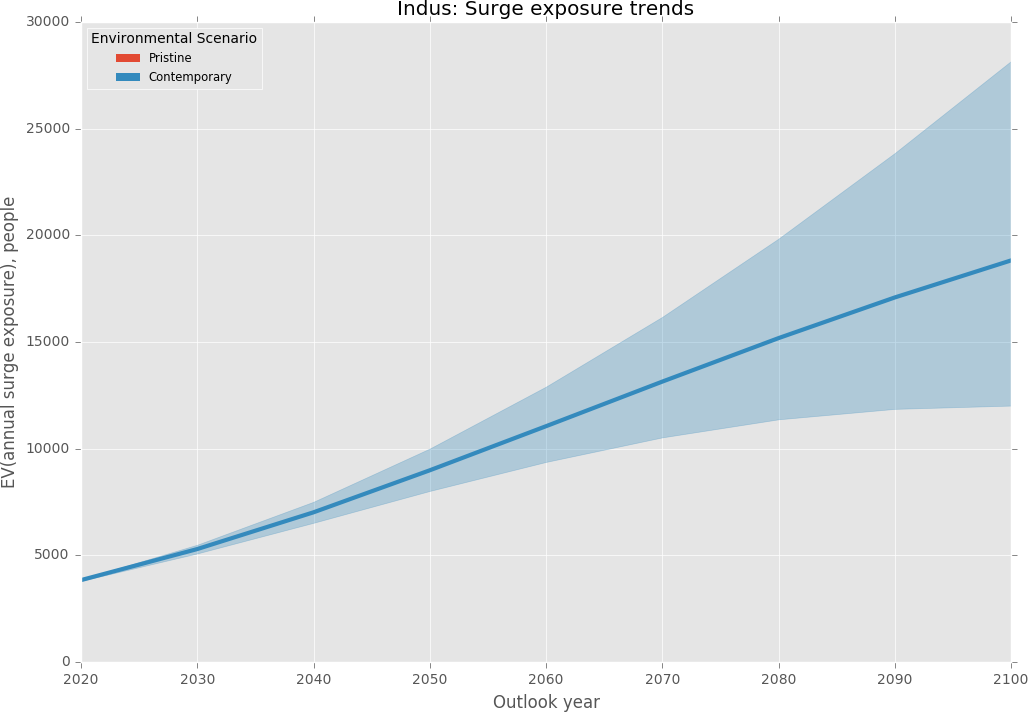 Indus: Surge exposure trends
Environmental Scenario
Pristine
Contemporary
EV(annual surge exposure), people
30000
25000
20000
15000
10000
5000
0
2020 2030 2040 2050 2060 2070 2080 2090 2100
Outlook year